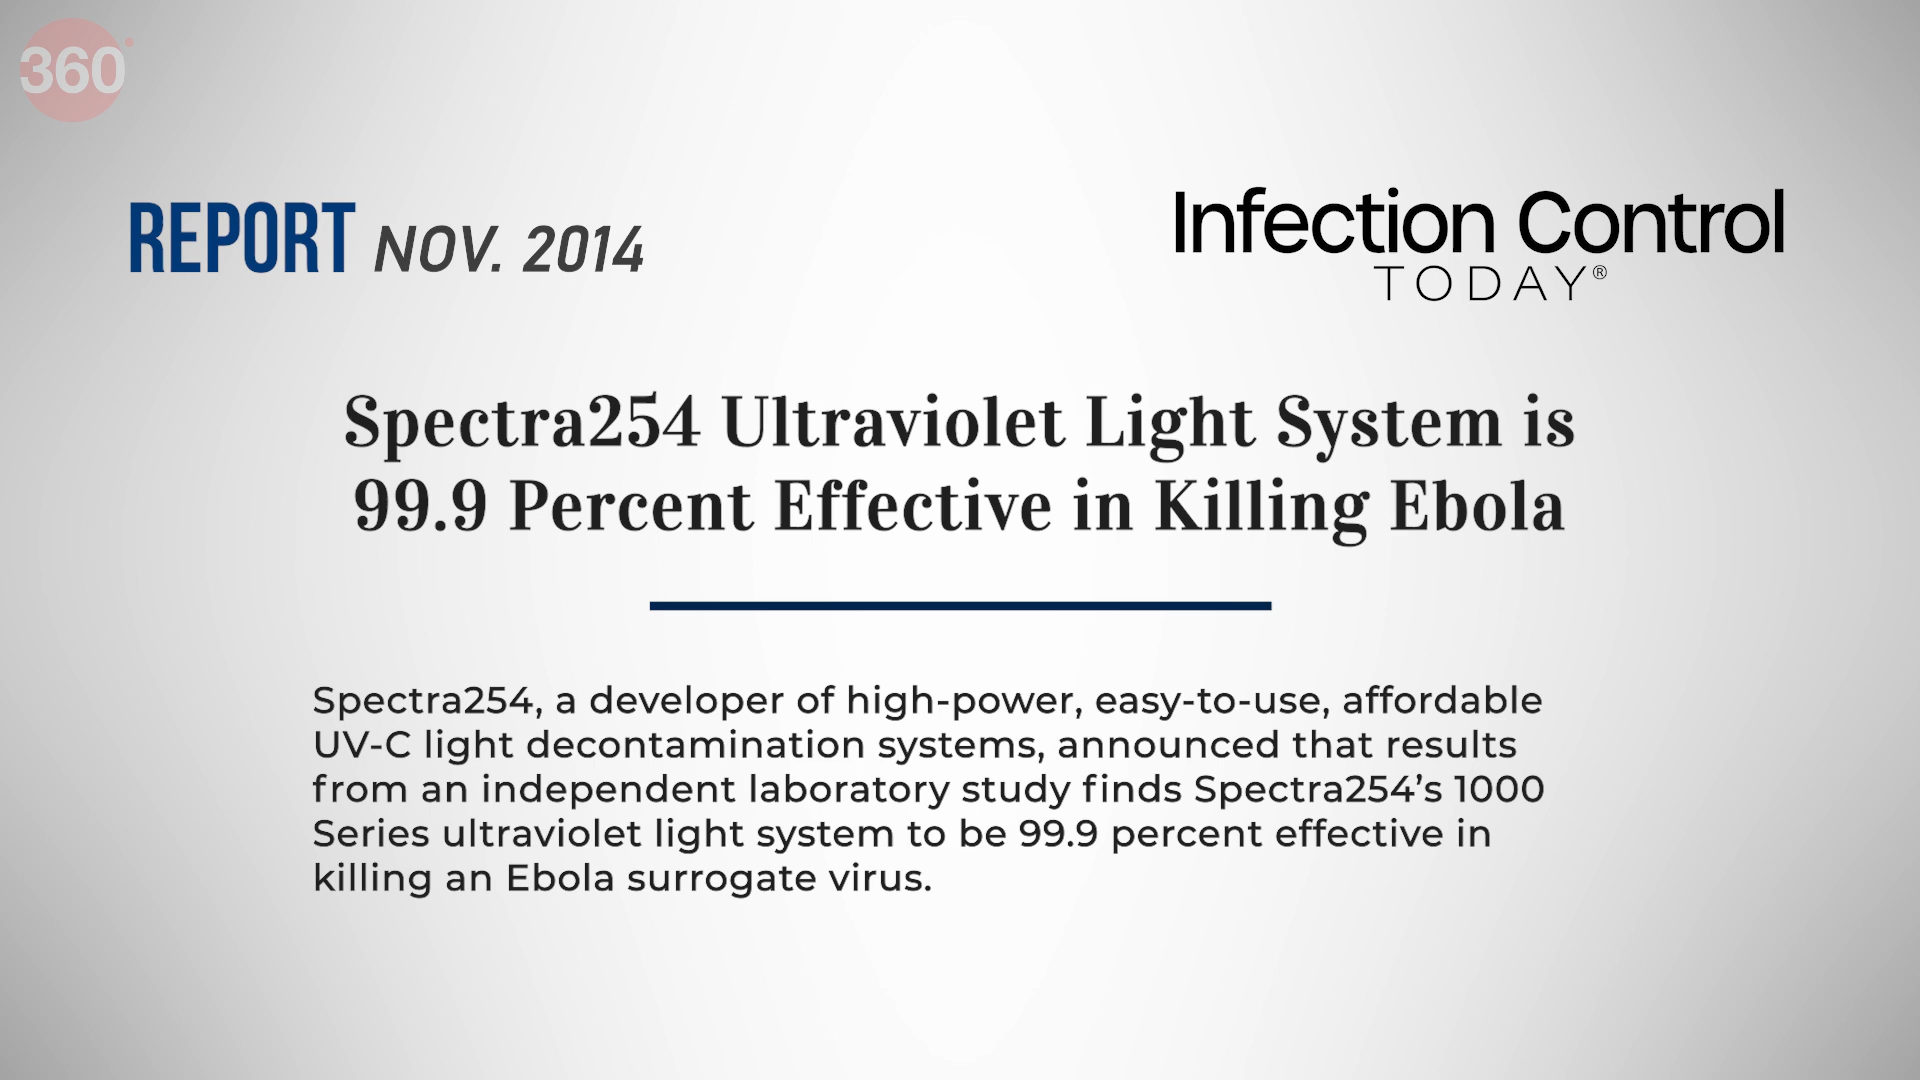 360°
REPORT NOV. 2014
Infection Control
TODAY®
Spectra254 Ultraviolet Light System is
99.9 Percent Effective in Killing Ebola
Spectra254, a developer of high-power, easy-to-use, affordable
UV-C light decontamination systems, announced that results
from an independent laboratory study finds Spectra254’s 1000
Series ultraviolet light system to be 99.9 percent effective in
killing an Ebola surrogate virus.